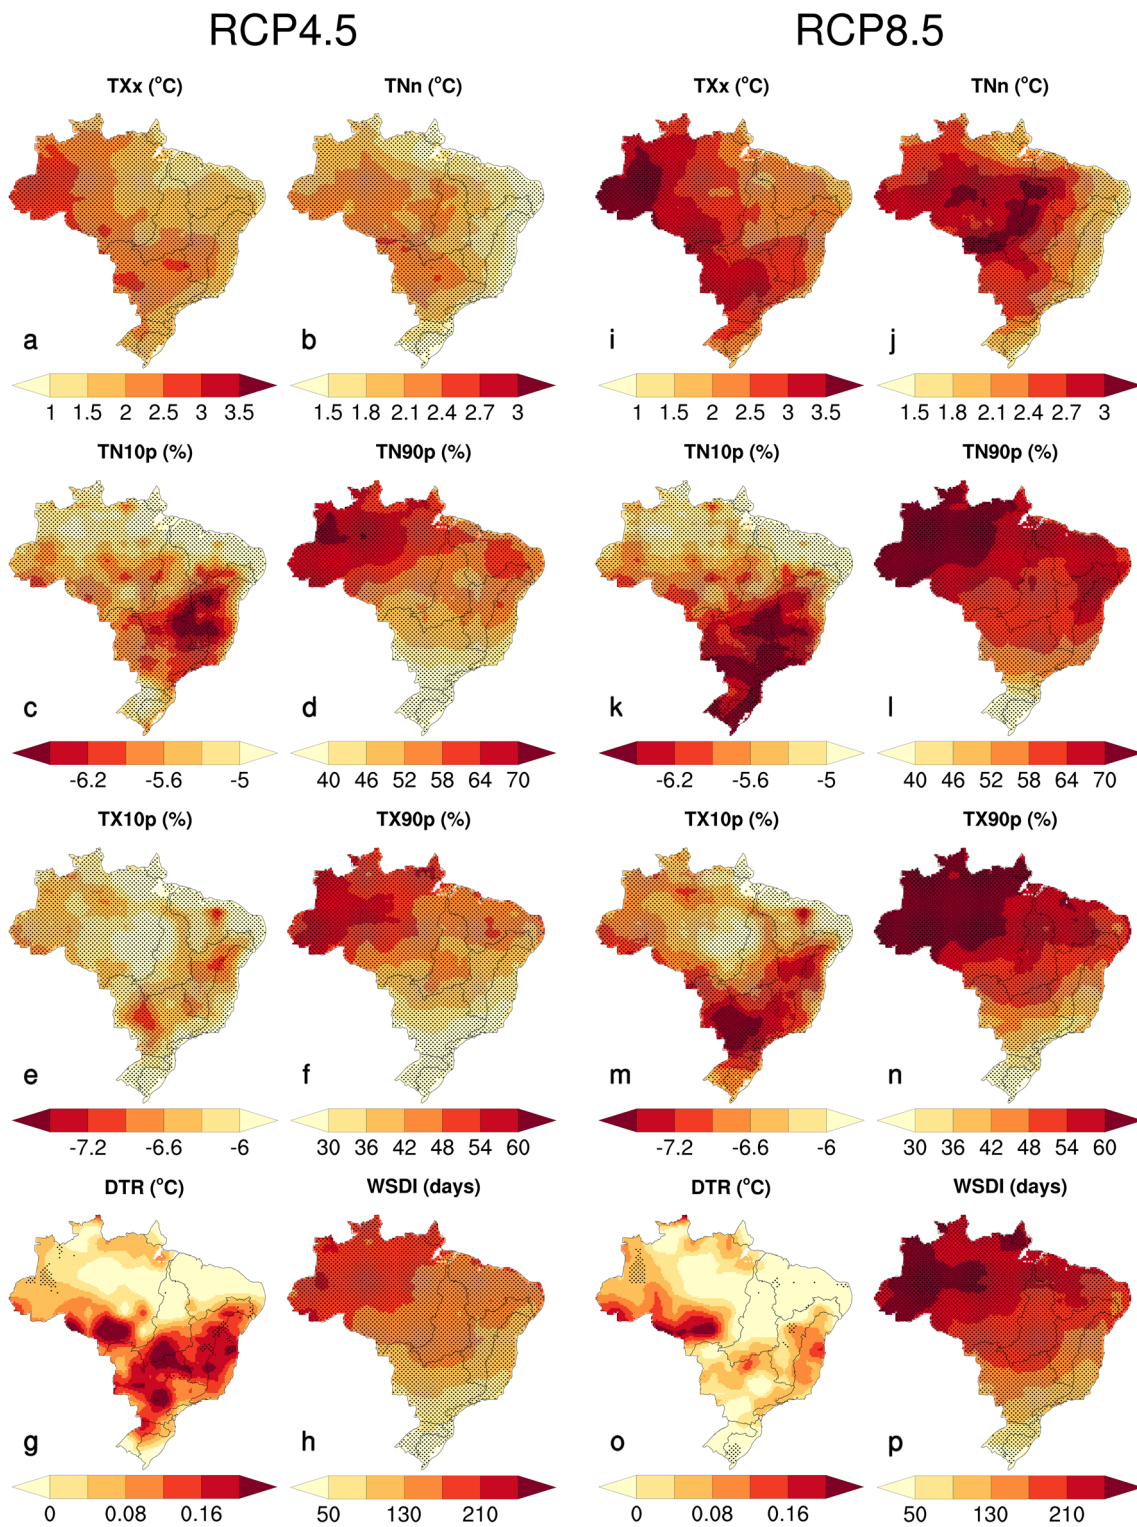 RCP4.5 RCP8.5
TXx (°C) TNn (°C) TXx (°C) TNn (°C)
a b i j
1 1.5 2 2.5 3 3.5 1.5 1.8 2.1 2.4 2.7 3 1 1.5 2 2.5 3 3.5 1.5 1.8 2.1 2.4 2.7 3
TN10p (%) TN90p (%) TN10p (%) TN90p (%)
c d k l
-6.2 -5.6 -5 40 46 52 58 64 70 -6.2 -5.6 -5 40 46 52 58 64 70
TX10p (%) TX90p (%) TX10p (%) TX90p (%)
e f m n
-7.2 -6.6 -6 30 36 42 48 54 60 -7.2 -6.6 -6 30 36 42 48 54 60
DTR (°C) WSDI (days) DTR (°C) WSDI (days)
g h o p
0 0.08 0.16 50 130 210 0 0.08 0.16 50 130 210